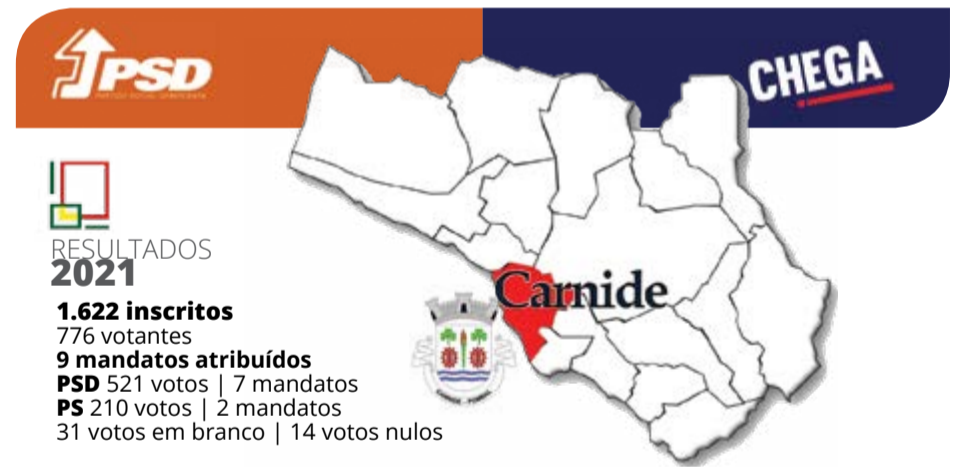 PSD
CHEGA
RESULTADOS
2021
Carnide
1.622 inscritos
776 votantes
9 mandatos atribuídos
PSD 521 votos | 7 mandatos
PS 210 votos | 2 mandatos
31 votos em branco | 14 votos nulos